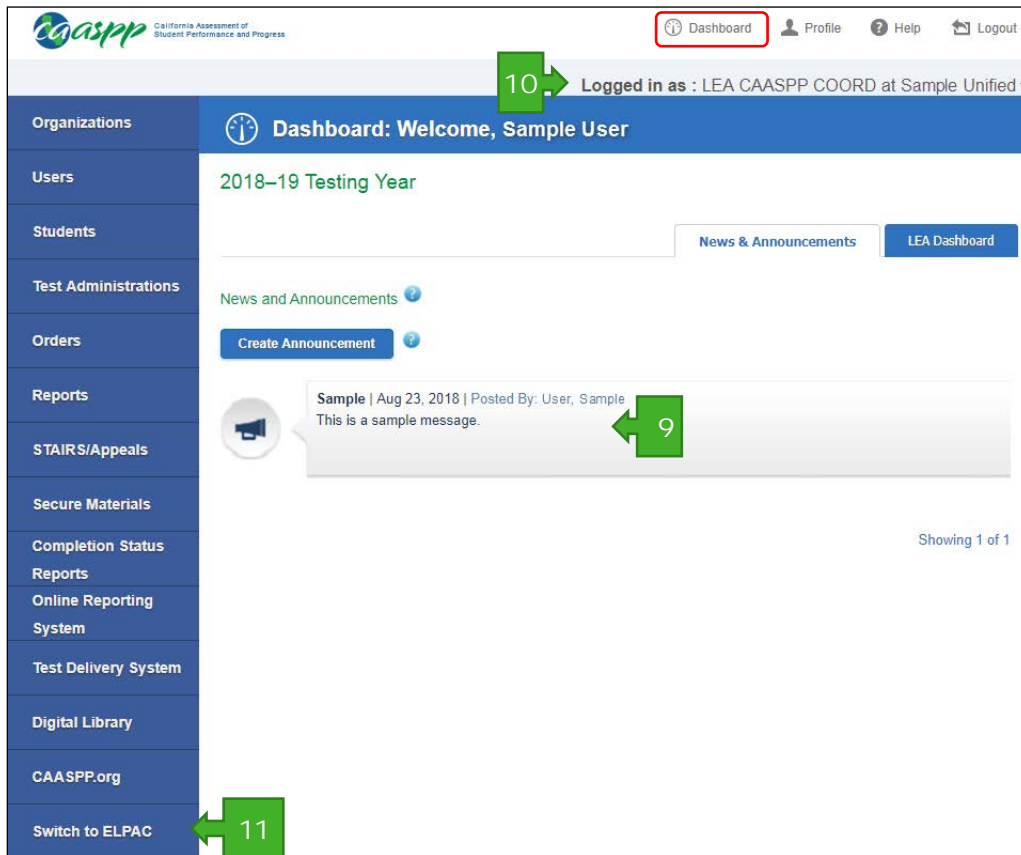 caaspp California Assessment of
Student Performance and Progress
Dashboard Profile Help Logout
10 Logged in as : LEA CAASPP COORD at Sample Unified
Organizations
Users
Students
Test Administrations
Orders
Reports
STAIRS/Appeals
Secure Materials
Completion Status
Reports
Online Reporting
System
Test Delivery System
Digital Library
CAASPP.org
Switch to ELPAC 11
Dashboard: Welcome, Sample User
2018–19 Testing Year
News & Announcements LEA Dashboard
News and Announcements ?
Create Announcement ?
Sample | Aug 23, 2018 | Posted By: User, Sample
This is a sample message. 9
Showing 1 of 1